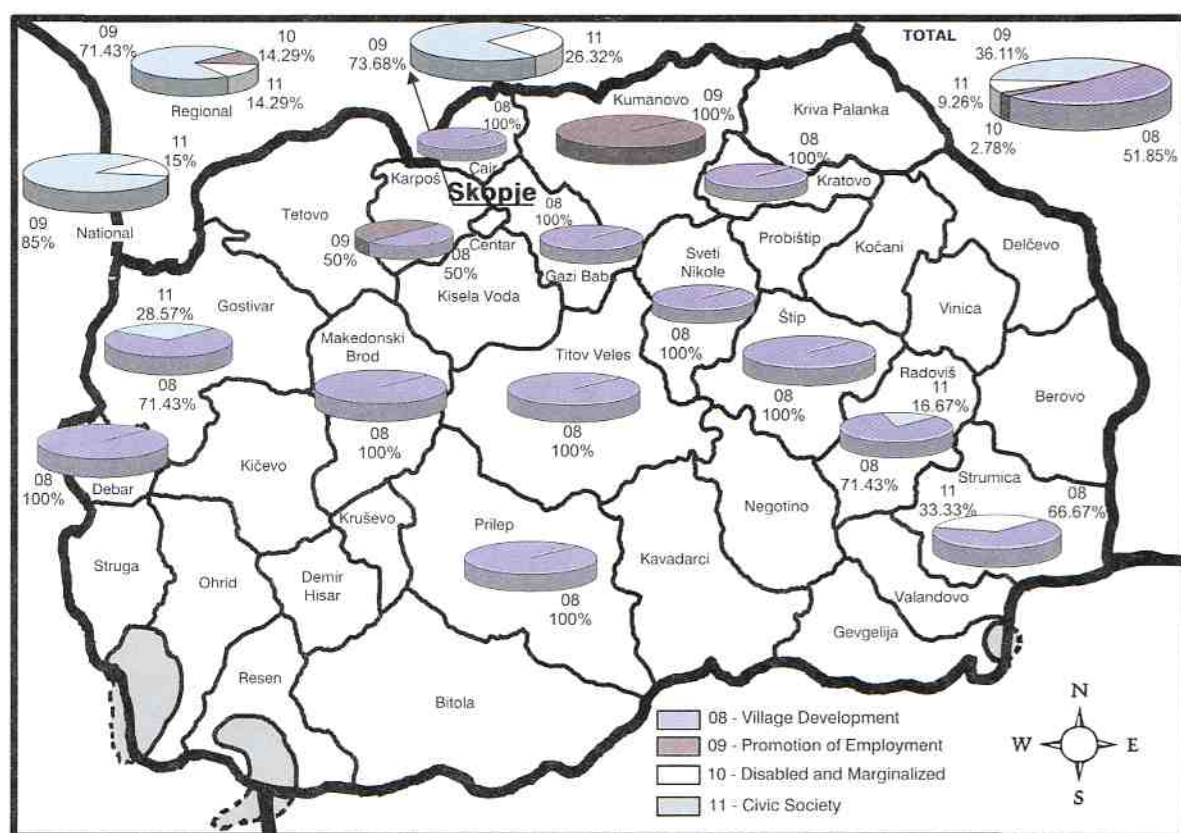 09
71.43%
10
14.29%
11
14.29%
Regional
09
73.68%
11
26.32%
TOTAL
09
36.11%
11
9.26%
10
2.78%
08
51.85%
11
15%
09
85%
National
Kumanovo
09
100%
Kriva Palanka
08
100%
Čair
Karpoš
Skopje
08
100%
Kratovo
Tetovo
08
100%
Centar
09
50%
08
50%
Gazi Baba
Sveti
Nikole
Probištip
Kočani
Delčevo
Kisela Voda
08
100%
Gostivar
11
28.57%
08
71.43%
Makedonski
Brod
08
100%
Titov Veles
08
100%
Štip
08
100%
Vinica
Radoviš
11
16.67%
08
71.43%
Berovo
08
100%
Debar
Kičevo
Kruševo
Prilep
08
100%
Negotino
Strumica
11
33.33%
08
66.67%
Struga
Ohrid
Demir
Hisar
Kavadarci
Valandovo
Gevgelija
Resen
Bitola
08 - Village Development
09 - Promotion of Employment
10 - Disabled and Marginalized
11 - Civic Society
N
W
E
S